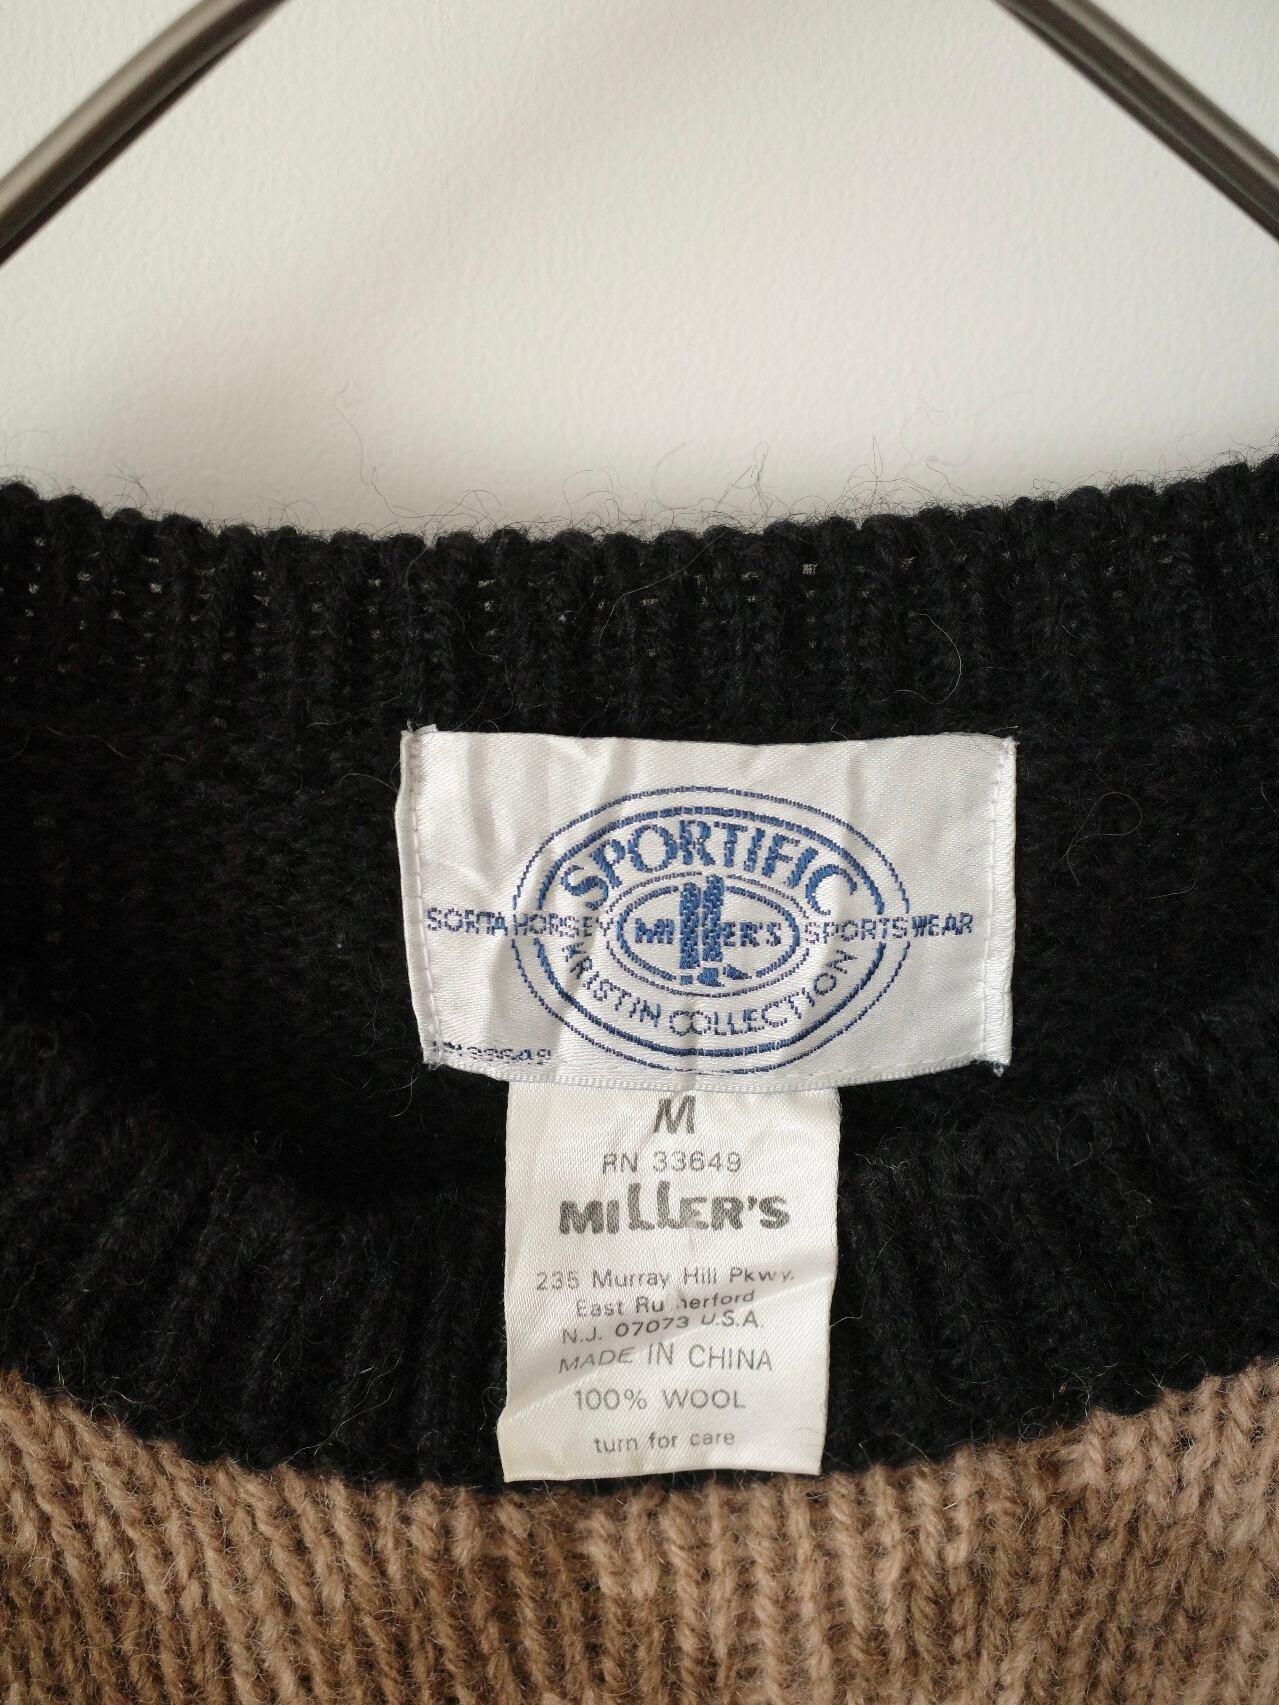 SPORTIFIC
SORTA HORSEY MILLER'S SPORTSWEAR
KRISTIN COLLECTION
33649
M
RN 33649
MILLER'S
235 Murray Hill Pkwy.
East
N.J. 07073 U.S.A.
MADE IN CHINA
100% WOOL
turn for care